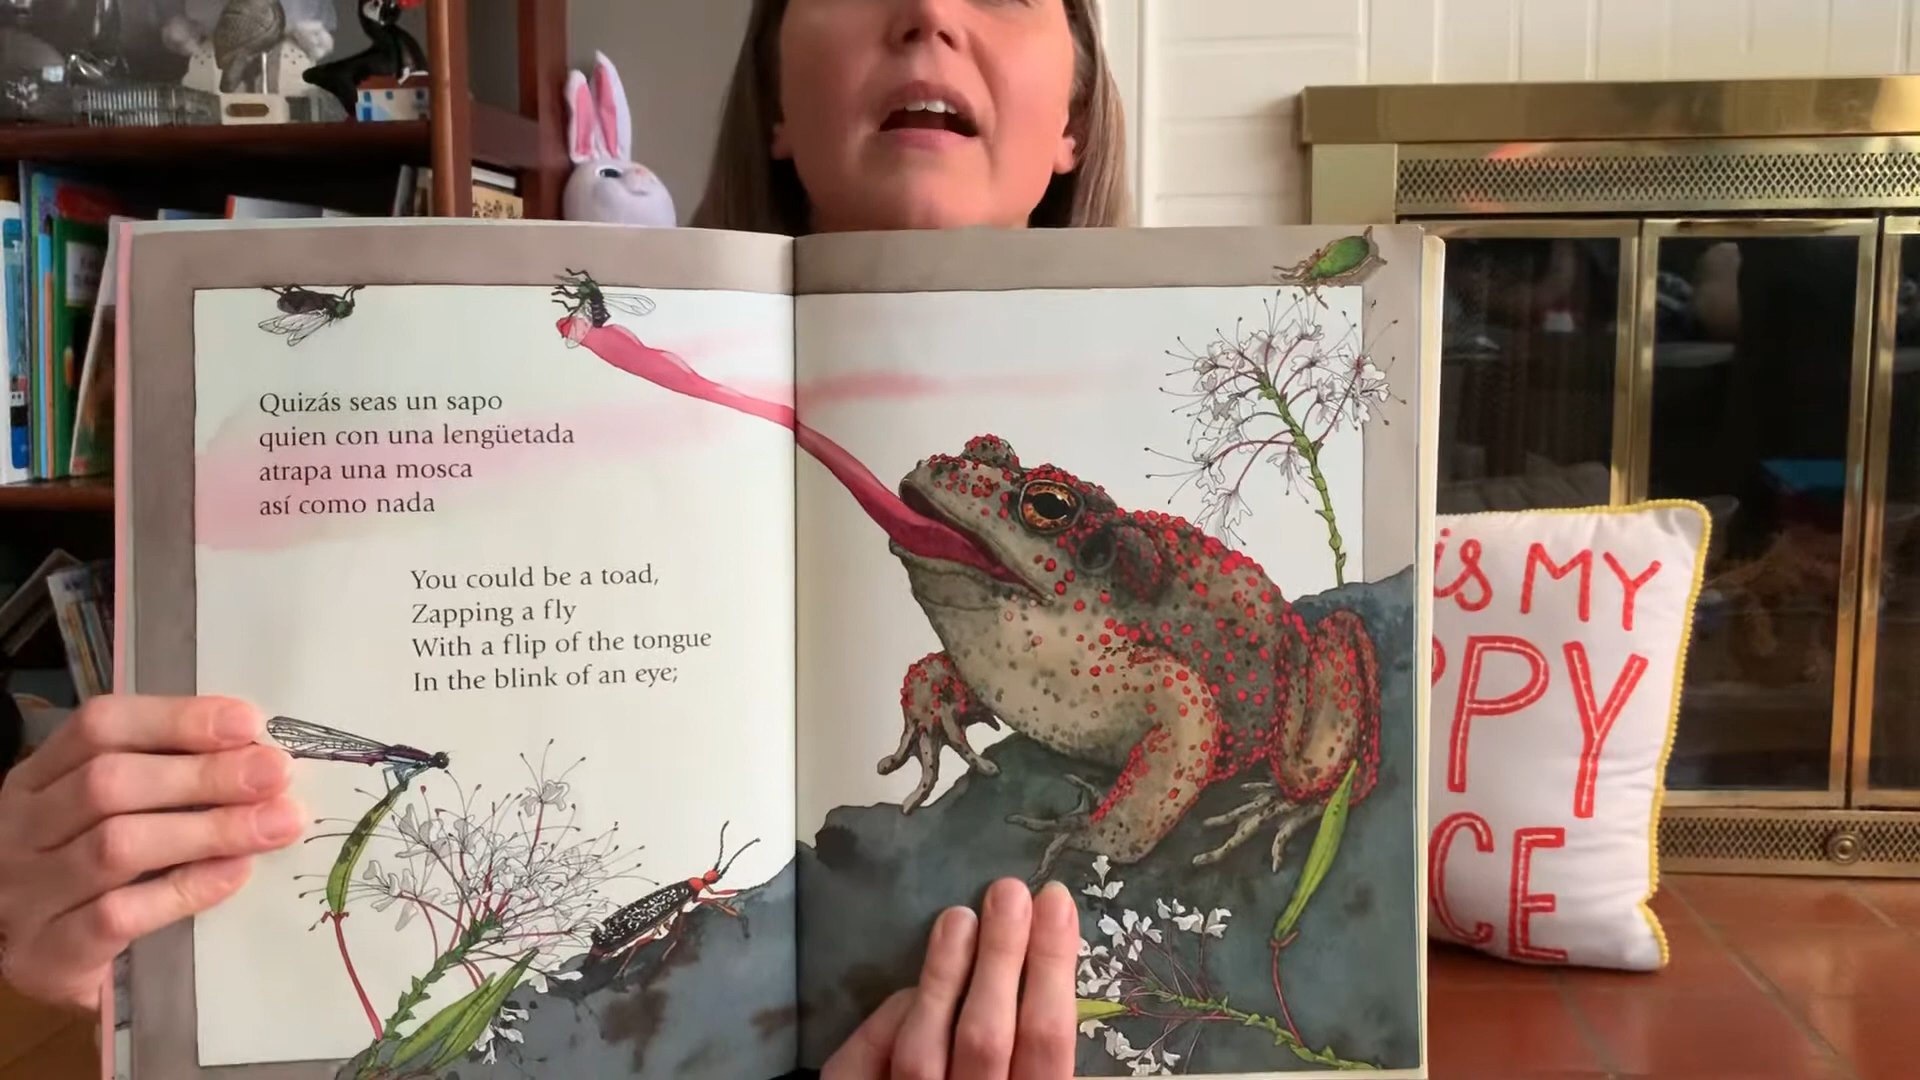 Quizás seas un sapo
quien con una lengüetada
atrapa una mosca
así como nada
You could be a toad,
Zapping a fly
With a flip of the tongue
In the blink of an eye;
is MY
PPY
CE